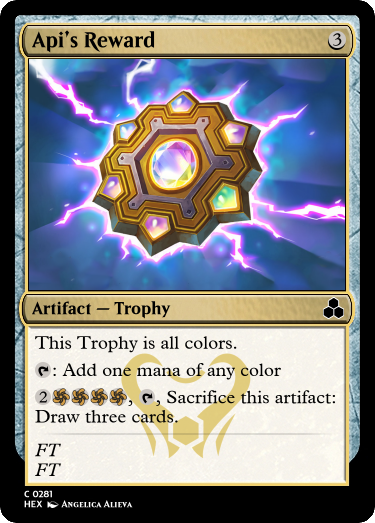 Api's Reward
3
Artifact — Trophy
This Trophy is all colors.
: Add one mana of any color
2 , , Sacrifice this artifact:
Draw three cards.
FT
FT
C 0281
HEX Angelica Alieva